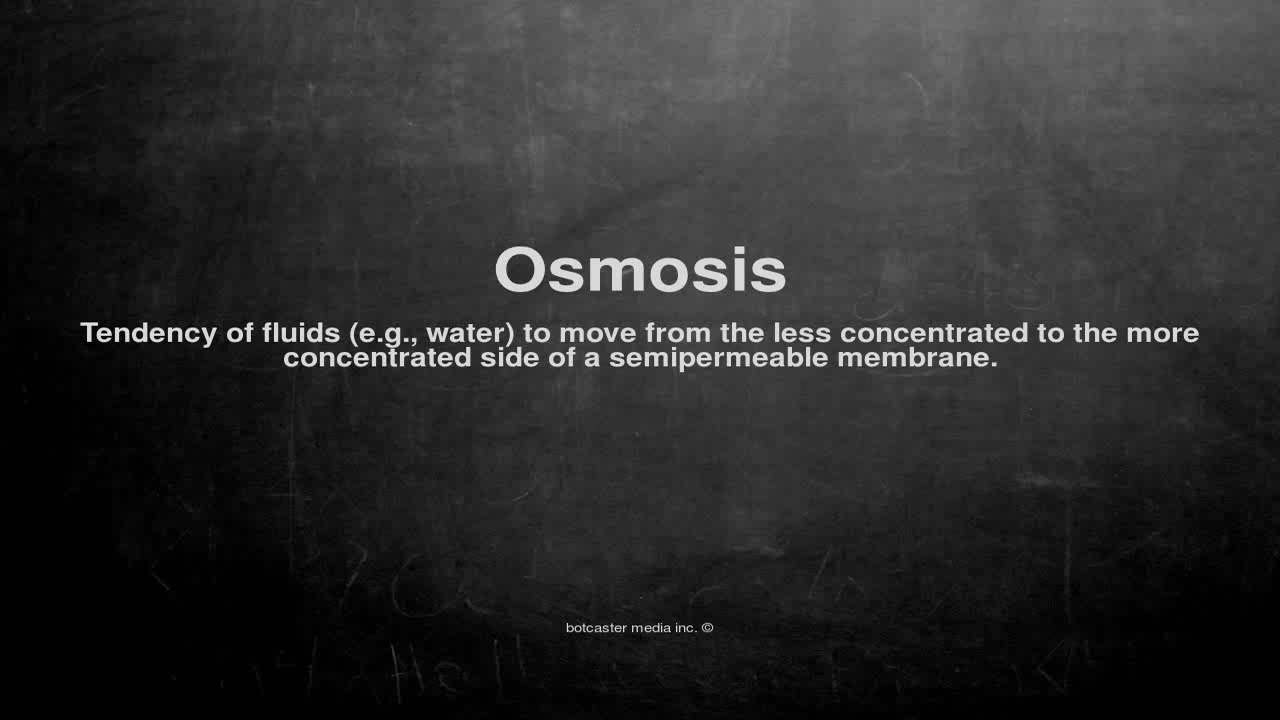 Osmosis
Tendency of fluids (e.g., water) to move from the less concentrated to the more
concentrated side of a semipermeable membrane.
botcaster media inc. ©